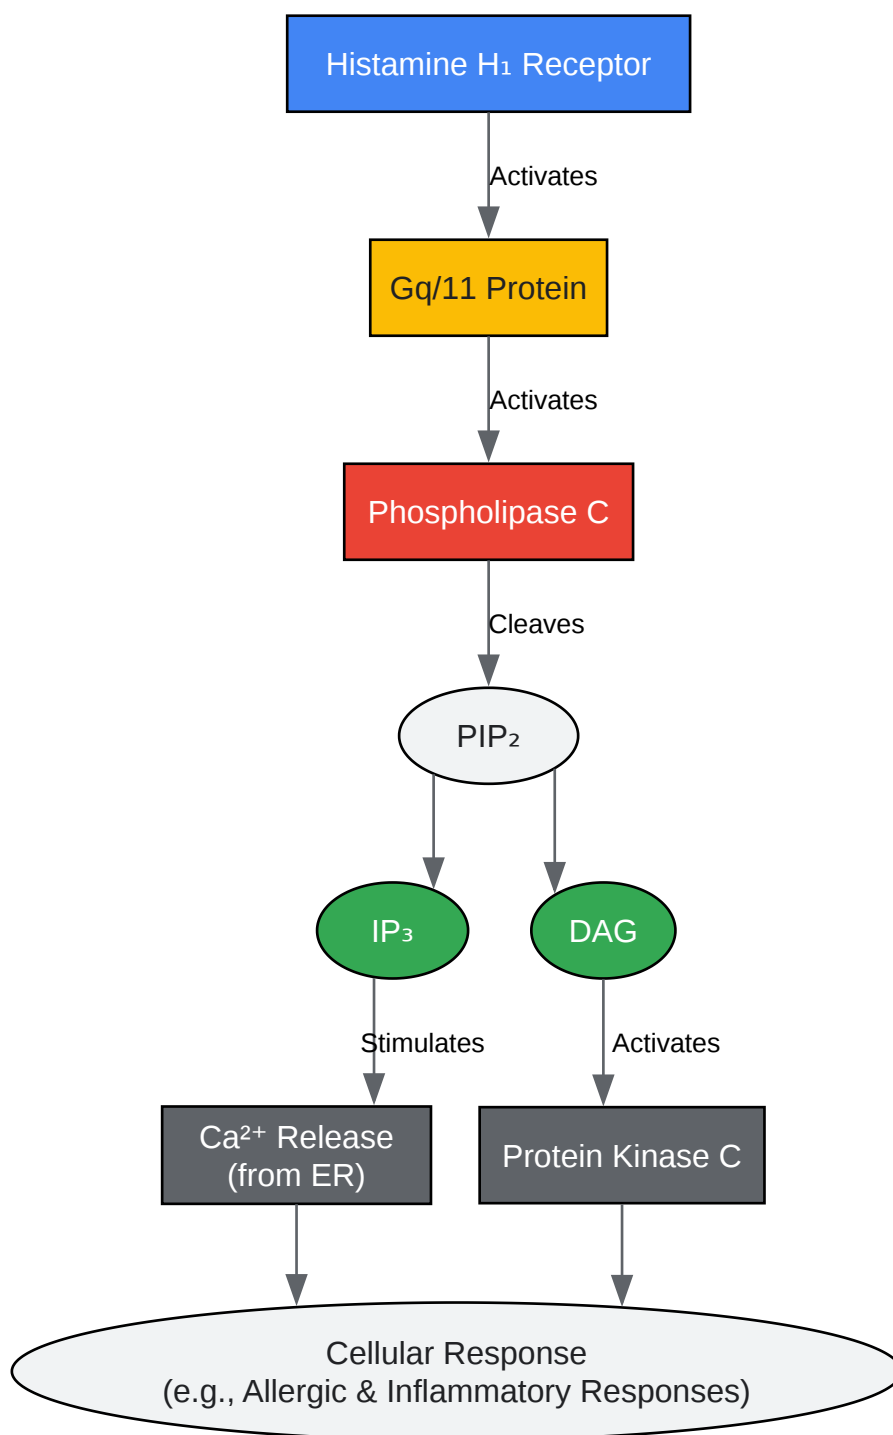 Histamine H₁ Receptor
Activates
Gq/11 Protein
Activates
Phospholipase C
Cleaves
PIP₂
IP₃
DAG
Stimulates
Activates
Ca²⁺ Release
(from ER)
Protein Kinase C
Cellular Response
(e.g., Allergic & Inflammatory Responses)